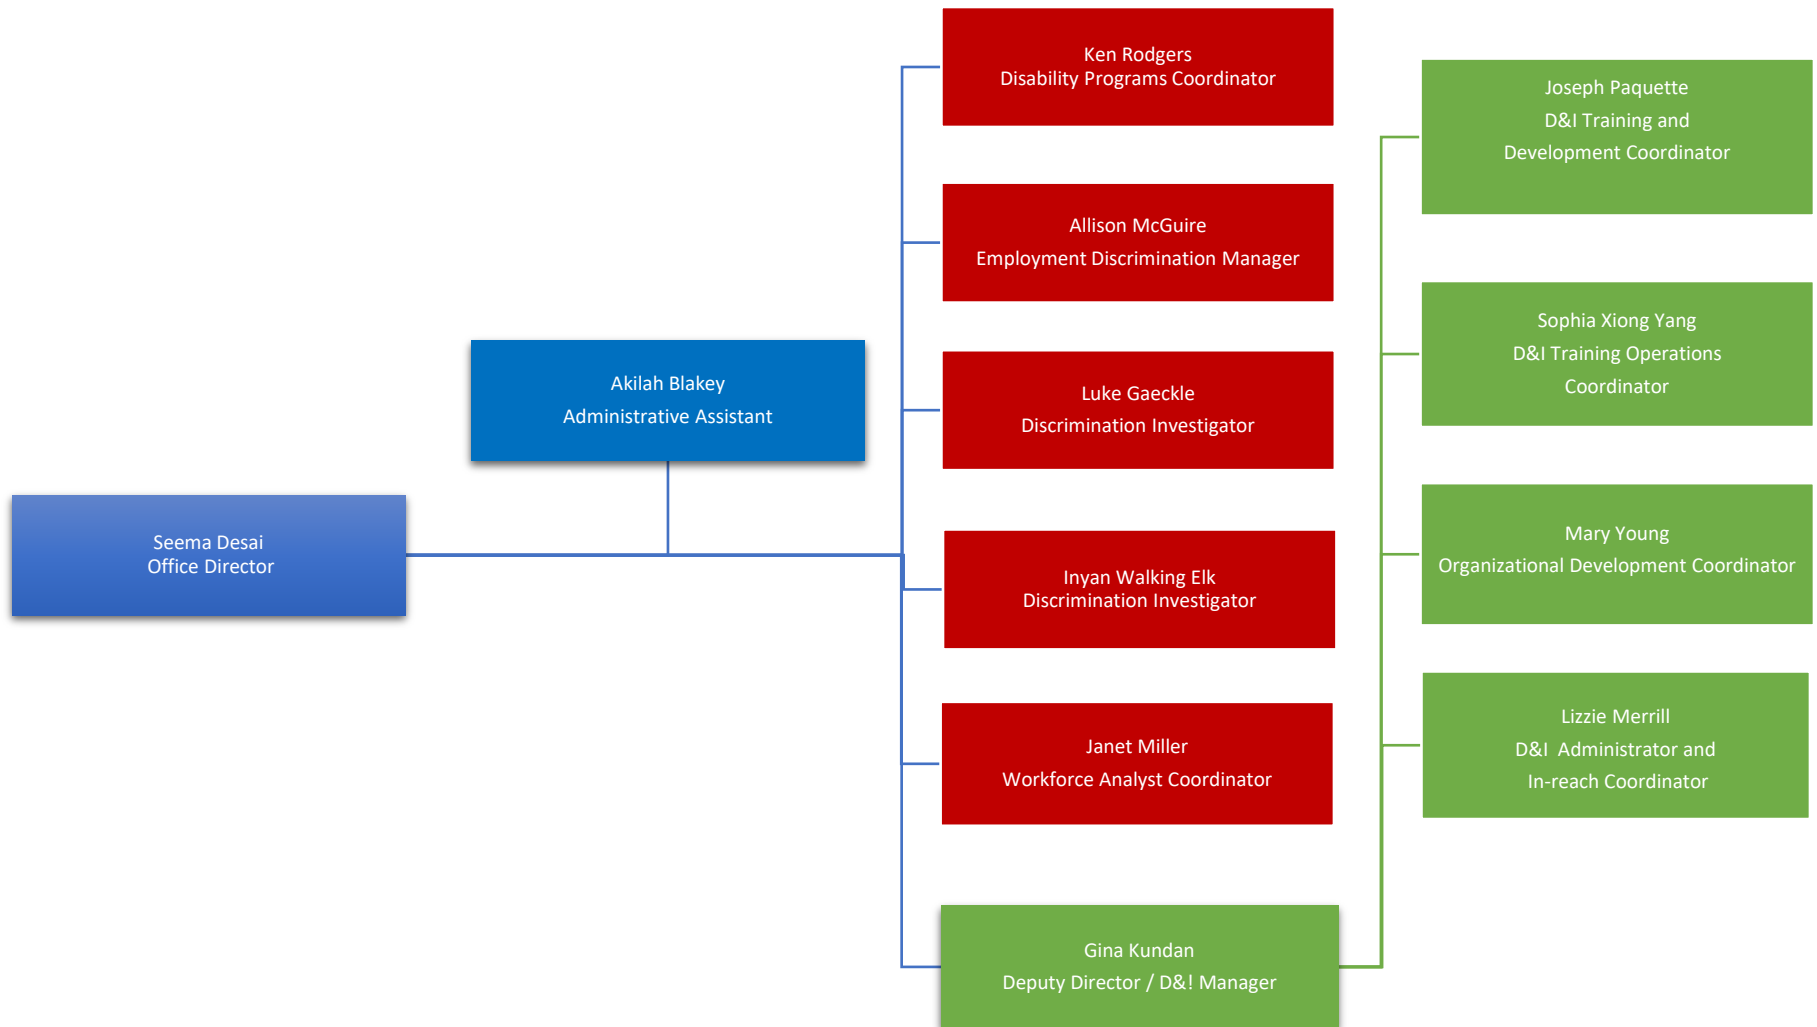 Seema Desai
Office Director
Akilah Blakey
Administrative Assistant
Ken Rodgers
Disability Programs Coordinator
Allison McGuire
Employment Discrimination Manager
Luke Gaeckle
Discrimination Investigator
Inyan Walking Elk
Discrimination Investigator
Janet Miller
Workforce Analyst Coordinator
Gina Kundan
Deputy Director / D&! Manager
Joseph Paquette
D&I Training and
Development Coordinator
Sophia Xiong Yang
D&I Training Operations
Coordinator
Mary Young
Organizational Development Coordinator
Lizzie Merrill
D&I  Administrator and
In-reach Coordinator